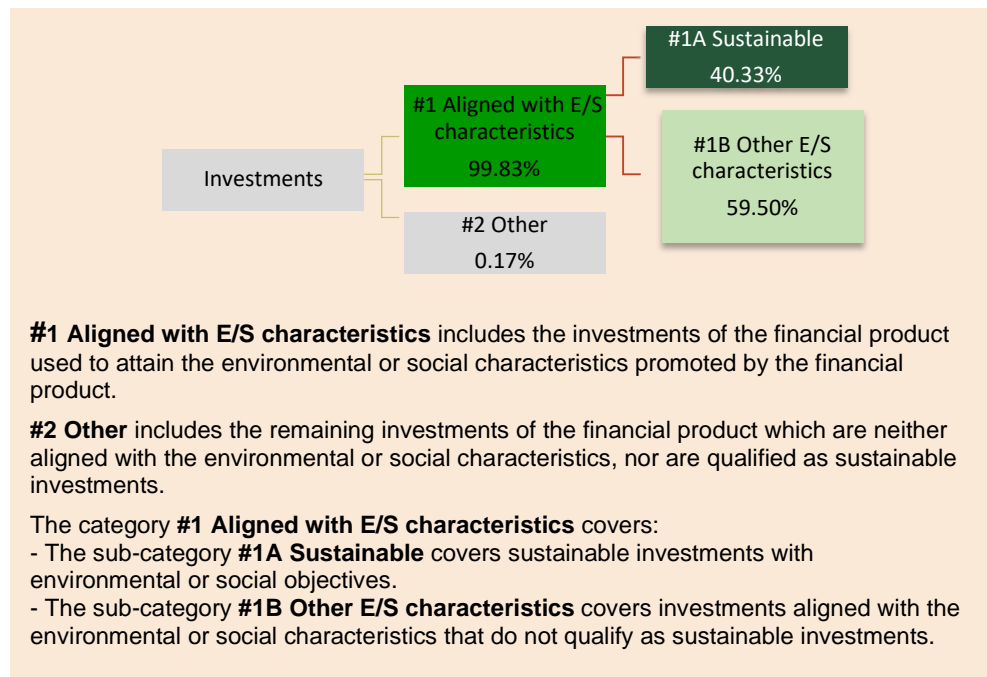 #1A Sustainable
40.33%
#1 Aligned with E/S
characteristics
99.83%
#1B Other E/S
characteristics
59.50%
Investments
#2 Other
0.17%
#1 Aligned with E/S characteristics includes the investments of the financial product
used to attain the environmental or social characteristics promoted by the financial
product.
#2 Other includes the remaining investments of the financial product which are neither
aligned with the environmental or social characteristics, nor are qualified as sustainable
investments.
The category #1 Aligned with E/S characteristics covers:
- The sub-category #1A Sustainable covers sustainable investments with
environmental or social objectives.
- The sub-category #1B Other E/S characteristics covers investments aligned with the
environmental or social characteristics that do not qualify as sustainable investments.